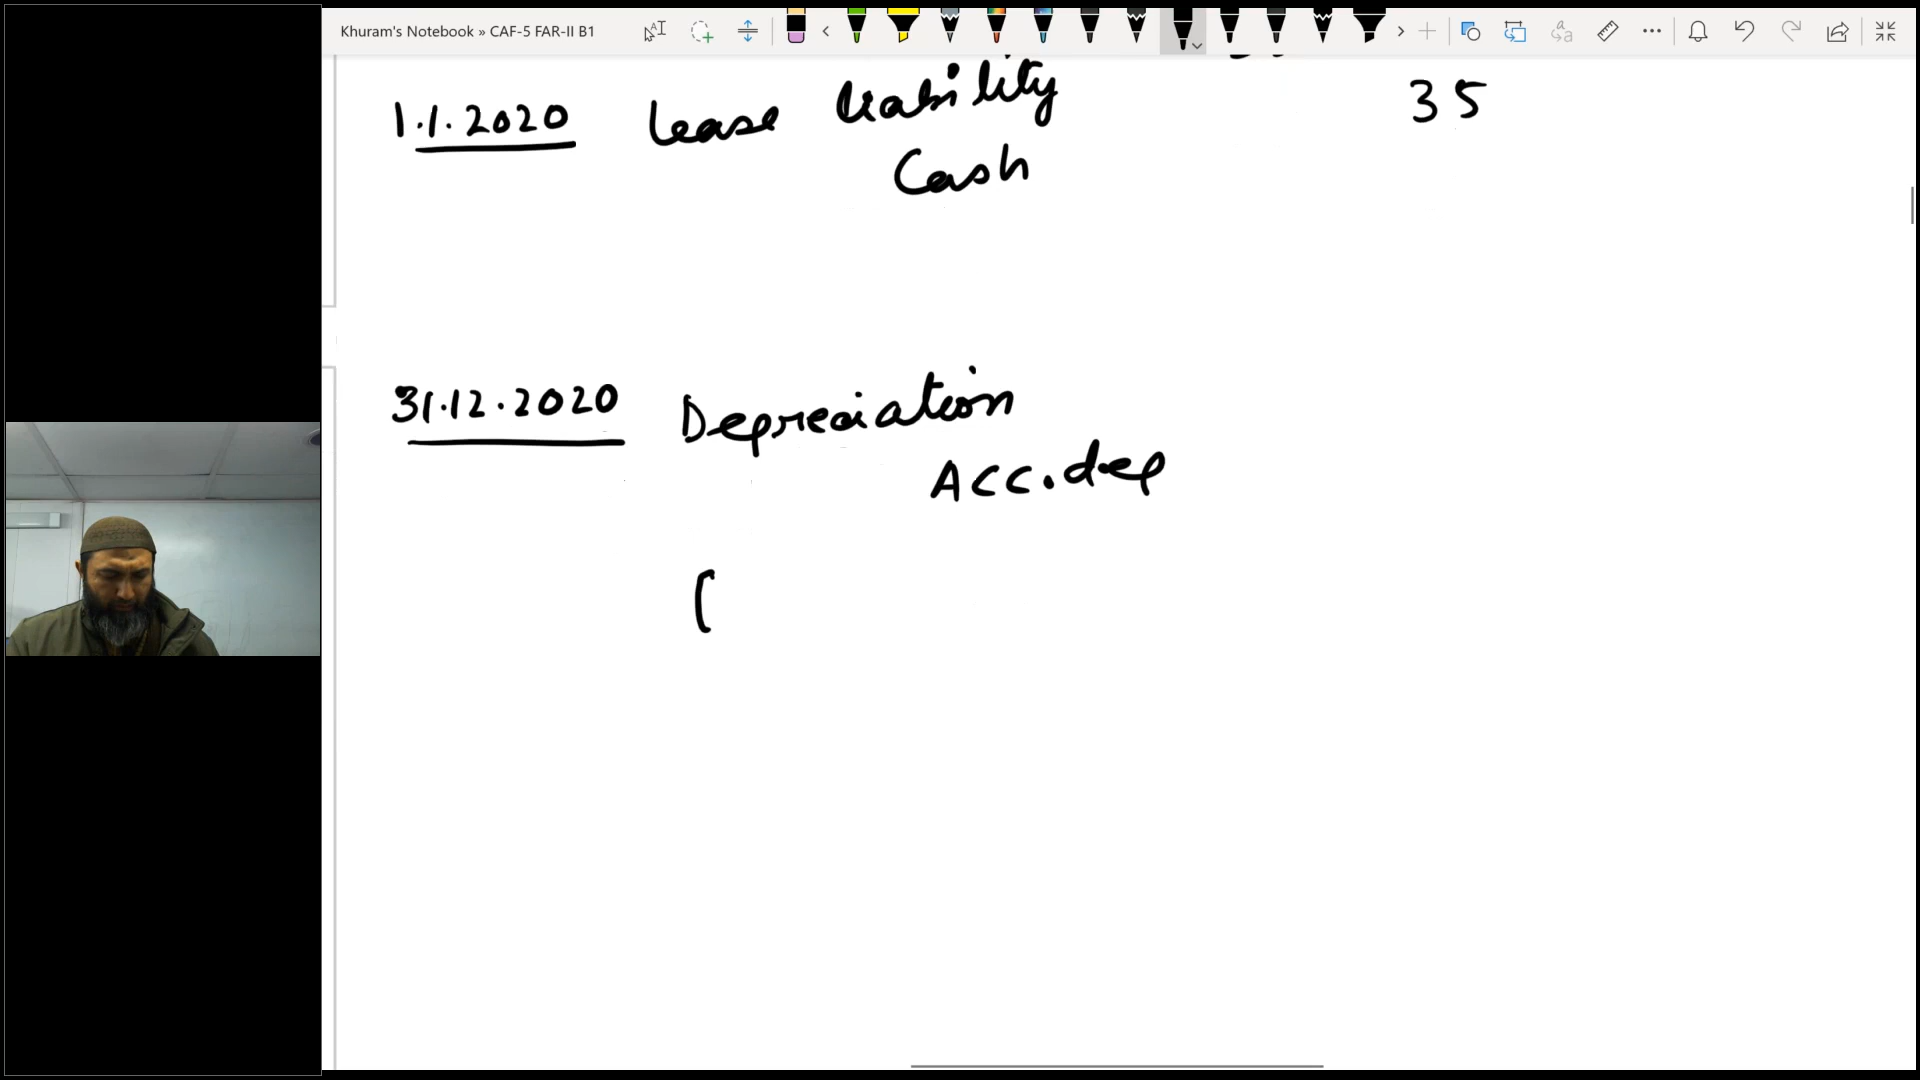 Khuram's Notebook » CAF-5 FAR-II B1
1.1.2020 Lease Liability 35
Cash
31.12.2020 Depreciation
Acc.dep
(